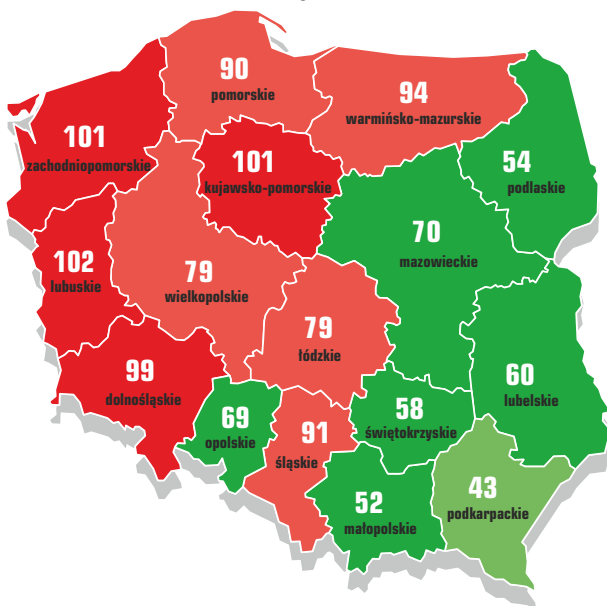 90
pomorskie
94
warmińsko-mazurskie
101
zachodniopomorskie
101
kujawsko-pomorskie
54
podlaskie
70
mazowieckie
102
lubuskie
79
wielkopolskie
79
łódzkie
99
dolnośląskie
60
lubelskie
69
opolskie
58
świętokrzyskie
91
śląskie
43
podkarpackie
52
małopolskie